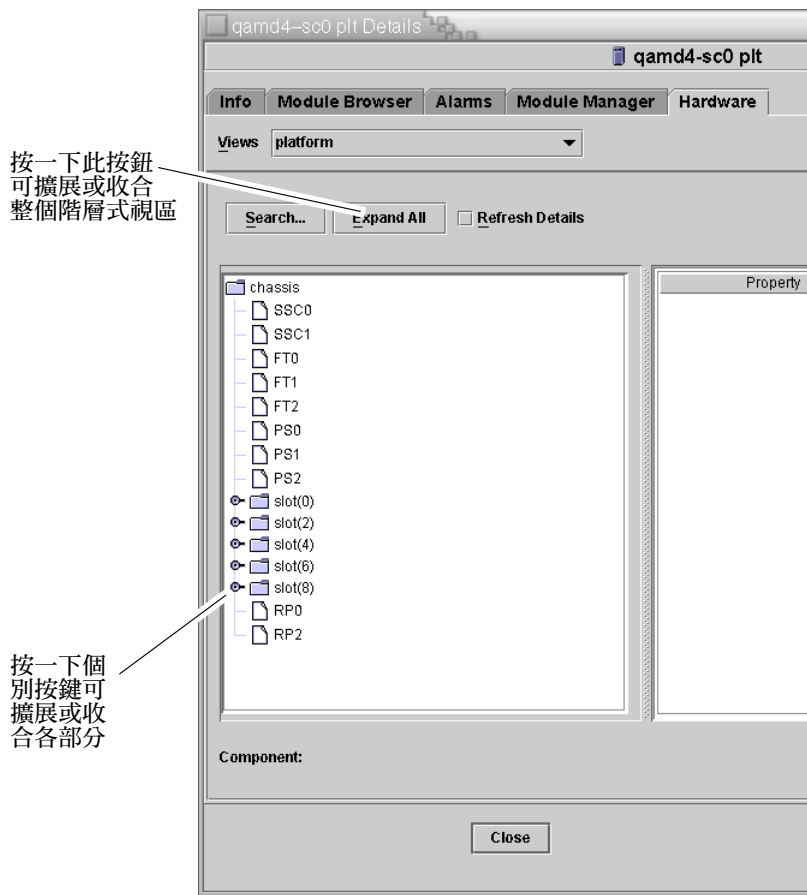 qamd4–sc0 plt Details
qamd4-sc0 plt
Info Module Browser Alarms Module Manager Hardware
Views platform
按一下此按鈕
可擴展或收合
整個階層式視區
Search... Expand All Refresh Details
chassis
Property
SSC0
SSC1
FT0
FT1
FT2
PS0
PS1
PS2
slot(0)
slot(2)
slot(4)
slot(6)
slot(8)
RP0
RP2
按一下個
別按鍵可
擴展或收
合各部分
Component:
Close